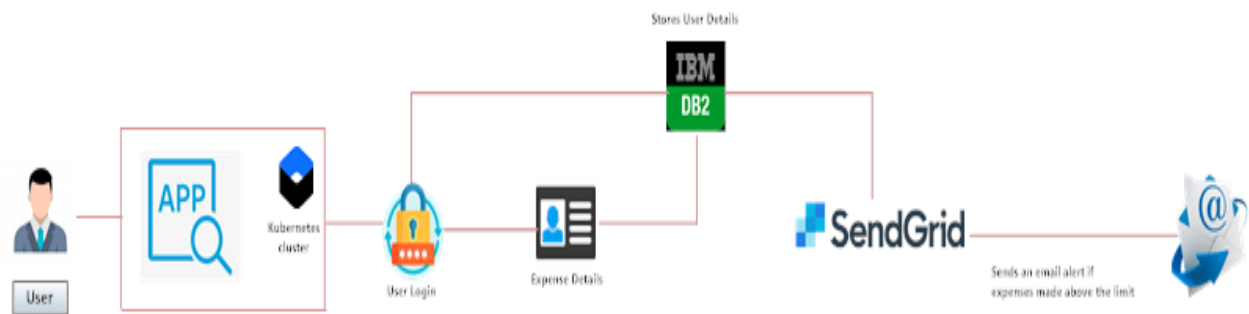 Stores User Details
IBM
DB2
APP
Kubernetes
cluster
User Login
Expense Details
SendGrid
@
Sends an email alert if
expenses made above the limit
User